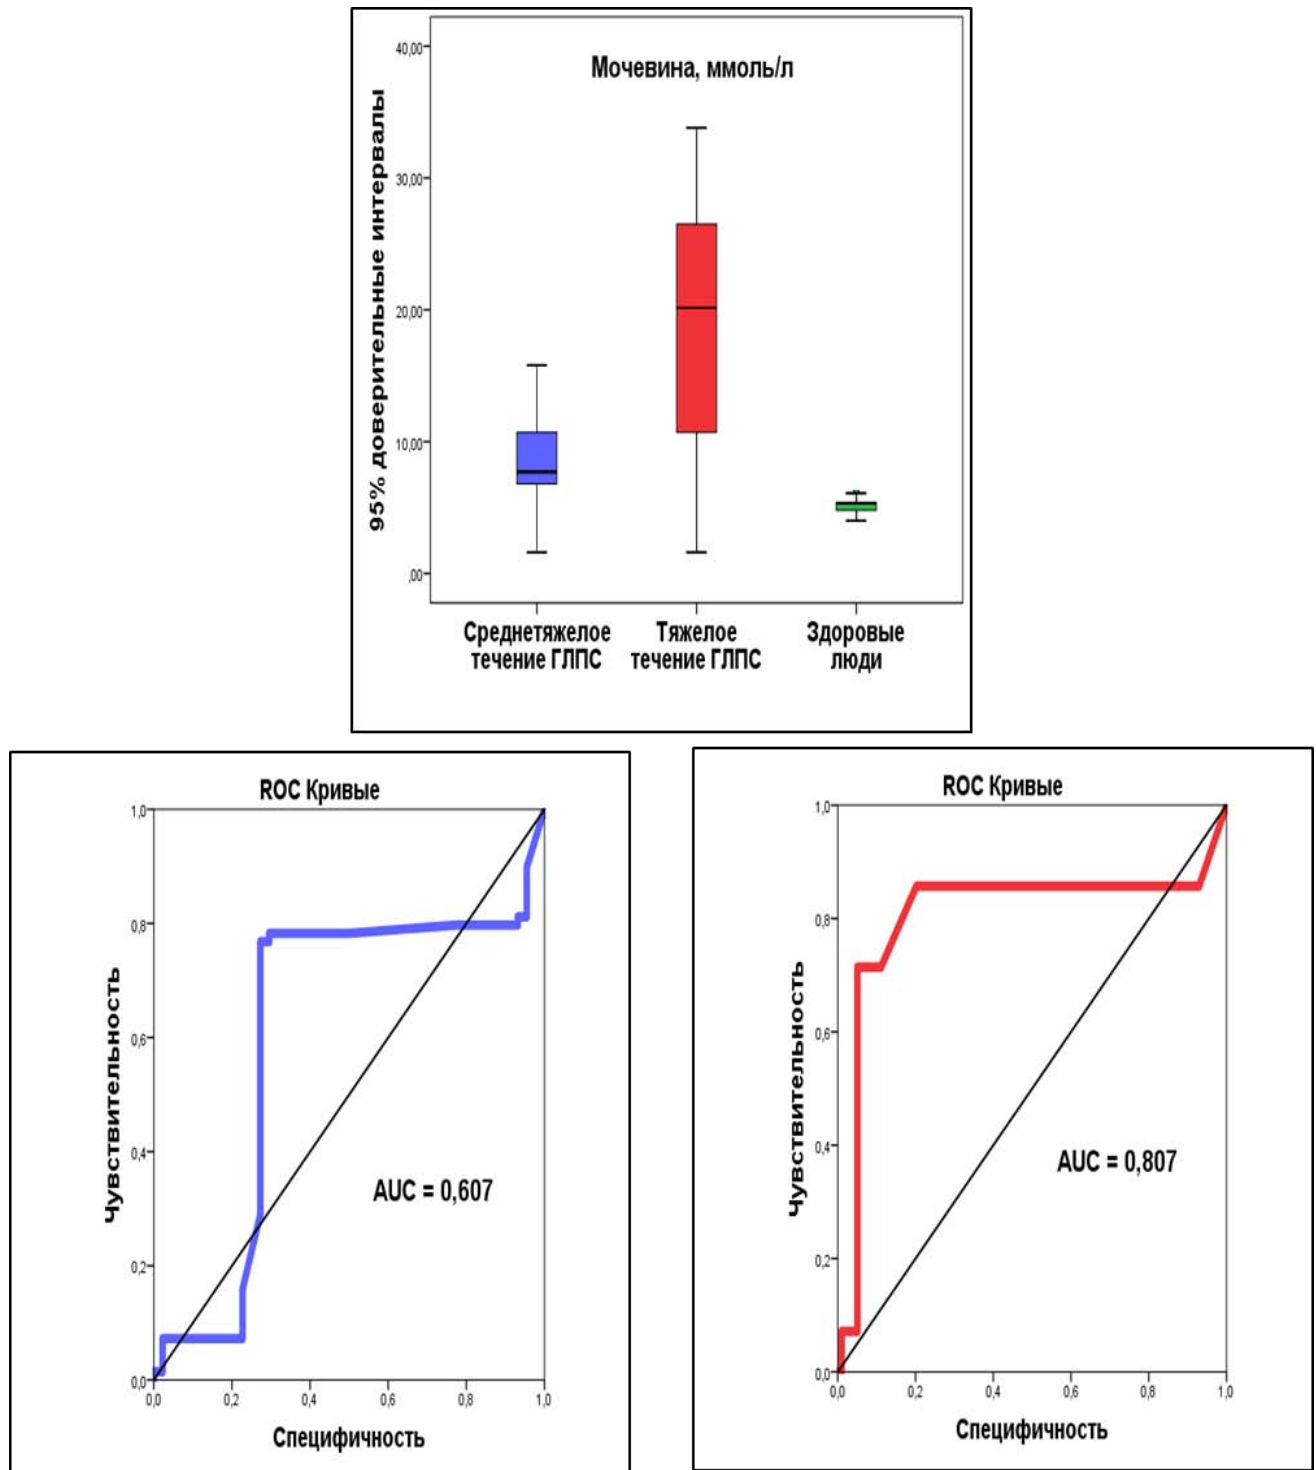 Мочевина, ммоль/л
95% доверительные интервалы
40,00
30,00
20,00
10,00
,00
Среднетяжелое
течение ГЛПС
Тяжелое
течение ГЛПС
Здоровые
люди
ROC Кривые
Чувствительность
1,0
0,8
0,6
0,4
0,2
0,0
AUC = 0,607
0,0 0,2 0,4 0,6 0,8 1,0
Специфичность
ROC Кривые
Чувствительность
1,0
0,8
0,6
0,4
0,2
0,0
AUC = 0,807
0,0 0,2 0,4 0,6 0,8 1,0
Специфичность